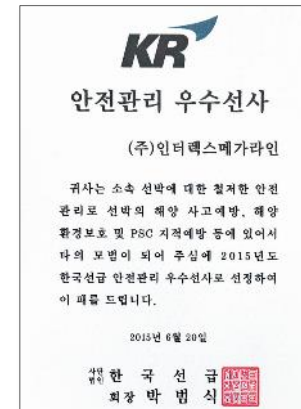 KR
안전관리 우수선사
(주)인터렉스메가라인
귀사는 소속 선박에 대한 철저한 안전
관리로 선박의 해양 사고예방, 해양
환경보호 및 PSC 지적예방 등에 있어서
타의 모범이 되어 주심에 2015년도
한국선급 안전관리 우수선사로 선정하여
이 패를 드립니다.
2015년 6월 20일
사단법인 한국선급
회장 박범식